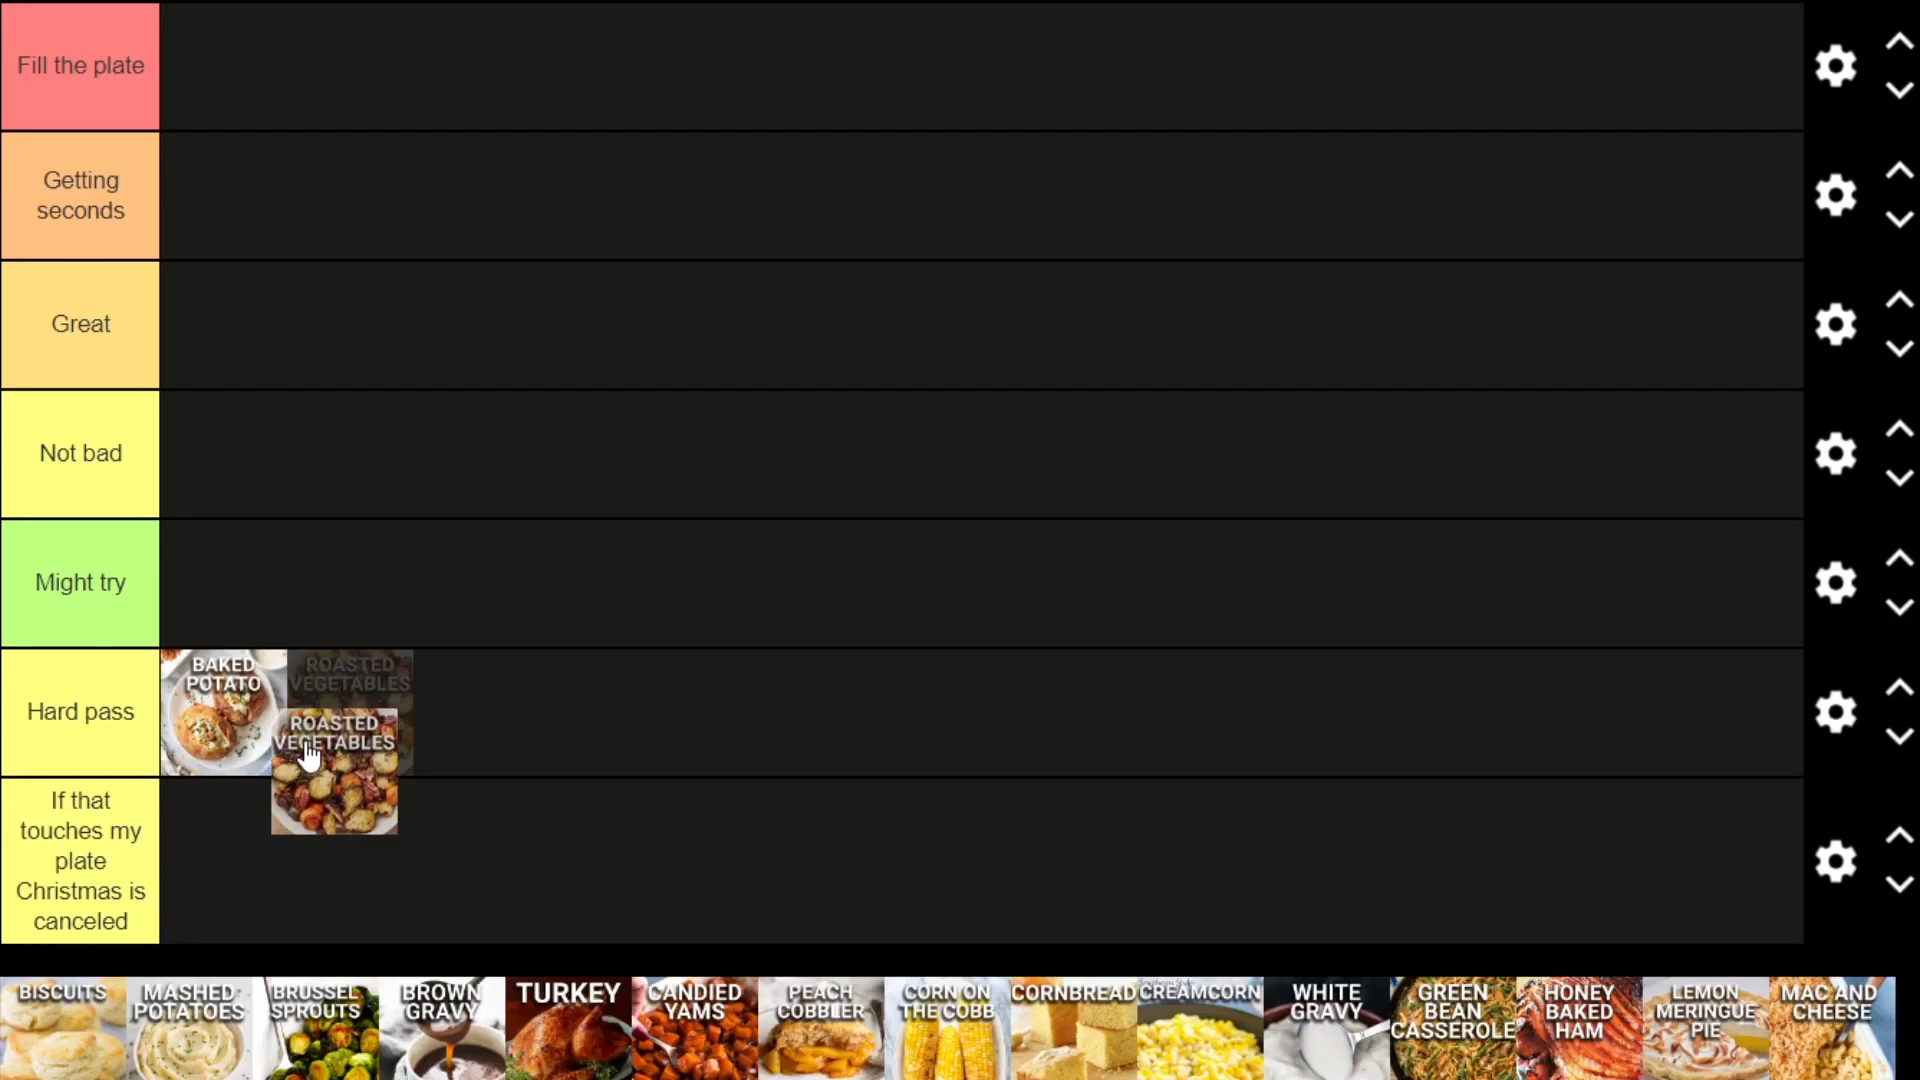 Fill the plate
Getting
seconds
Great
Not bad
Might try
Hard pass
BAKED
POTATO
ROASTED
VEGETABLES
ROASTED
VEGETABLES
If that
touches my
plate
Christmas is
canceled
BISCUITS
MASHED
POTATOES
BRUSSEL
SPROUTS
BROWN
GRAVY
TURKEY
CANDIED
YAMS
PEACH
COBBLER
CORN ON
THE COBB
CORNBREAD
CREAMCORN
WHITE
GRAVY
GREEN
BEAN
CASSEROLE
HONEY
BAKED
HAM
LEMON
MERINGUE
PIE
MAC AND
CHEESE